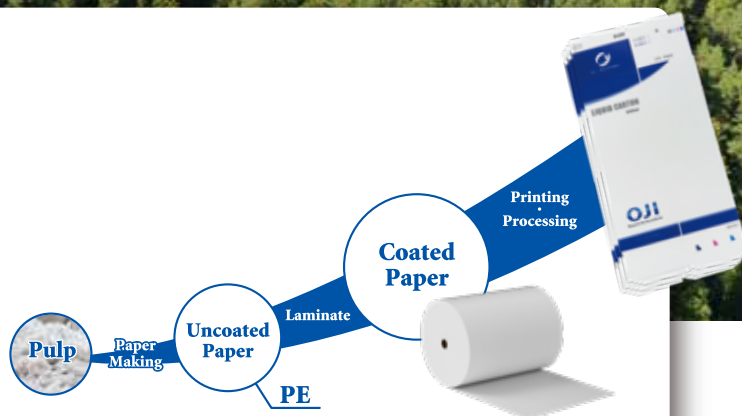 Pulp
Paper
Making
Uncoated
Paper
PE
Laminate
Coated
Paper
Printing
・
Processing
LIQUID CARTON
OJI